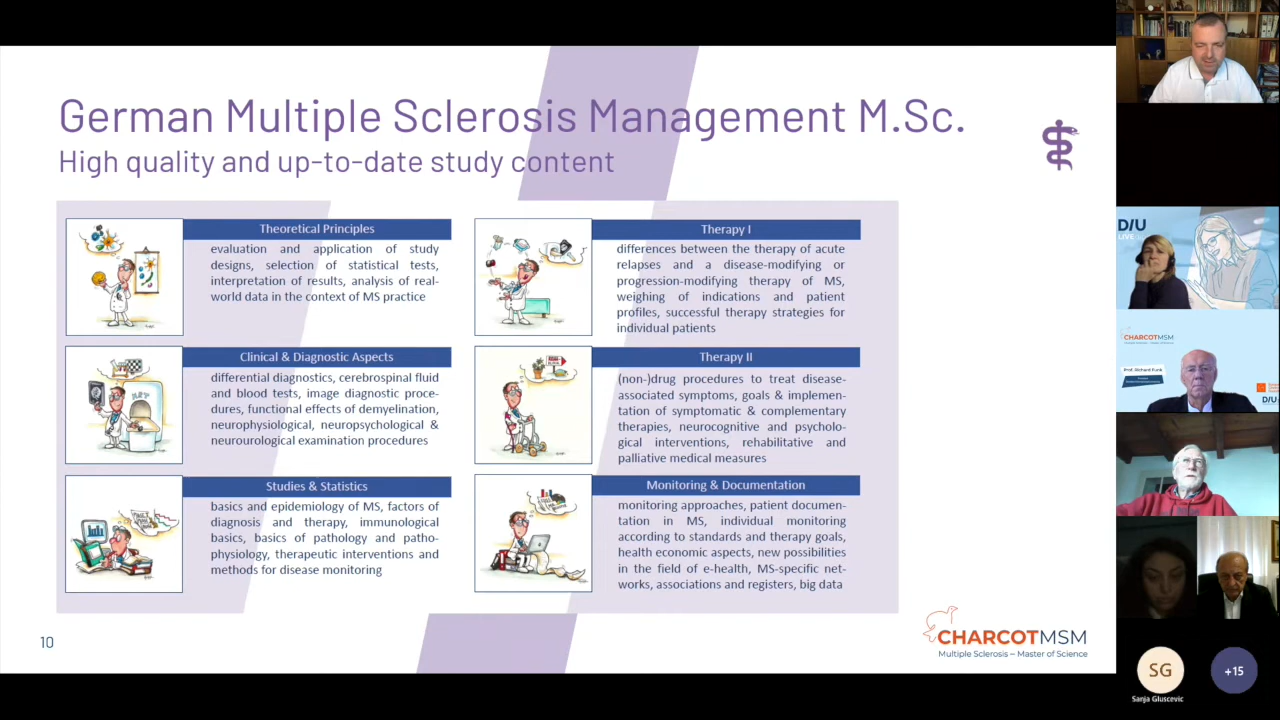 German Multiple Sclerosis Management M.Sc.
High quality and up-to-date study content
Theoretical Principles
evaluation and application of study
designs, selection of statistical tests,
interpretation of results, analysis of real-
world data in the context of MS practice
Clinical & Diagnostic Aspects
differential diagnostics, cerebrospinal fluid
and blood tests, image diagnostic proce-
dures, functional effects of demyelination,
neurophysiological, neuropsychological &
neurourological examination procedures
Studies & Statistics
basics and epidemiology of MS, factors of
diagnosis and therapy, immunological
basics, basics of pathology and patho-
physiology, therapeutic interventions and
methods for disease monitoring
Therapy I
differences between the therapy of acute
relapses and a disease-modifying or
progression-modifying therapy of MS,
weighing of indications and patient
profiles, successful therapy strategies for
individual patients
Therapy II
(non-)drug procedures to treat disease-
associated symptoms, goals & implemen-
tation of symptomatic & complementary
therapies, neurocognitive and psycholo-
gical interventions, rehabilitative and
palliative medical measures
Monitoring & Documentation
monitoring approaches, patient documen-
tation in MS, individual monitoring
according to standards and therapy goals,
health economic aspects, new possibilities
in the field of e-health, MS-specific net-
works, associations and registers, big data
10
CHARCOTMSM
Multiple Sclerosis – Master of Science
DIU
LIVE
CHARCOTMSM
Prof. Richard Funk
DIU
SG
+15
Sanja Gluscevic